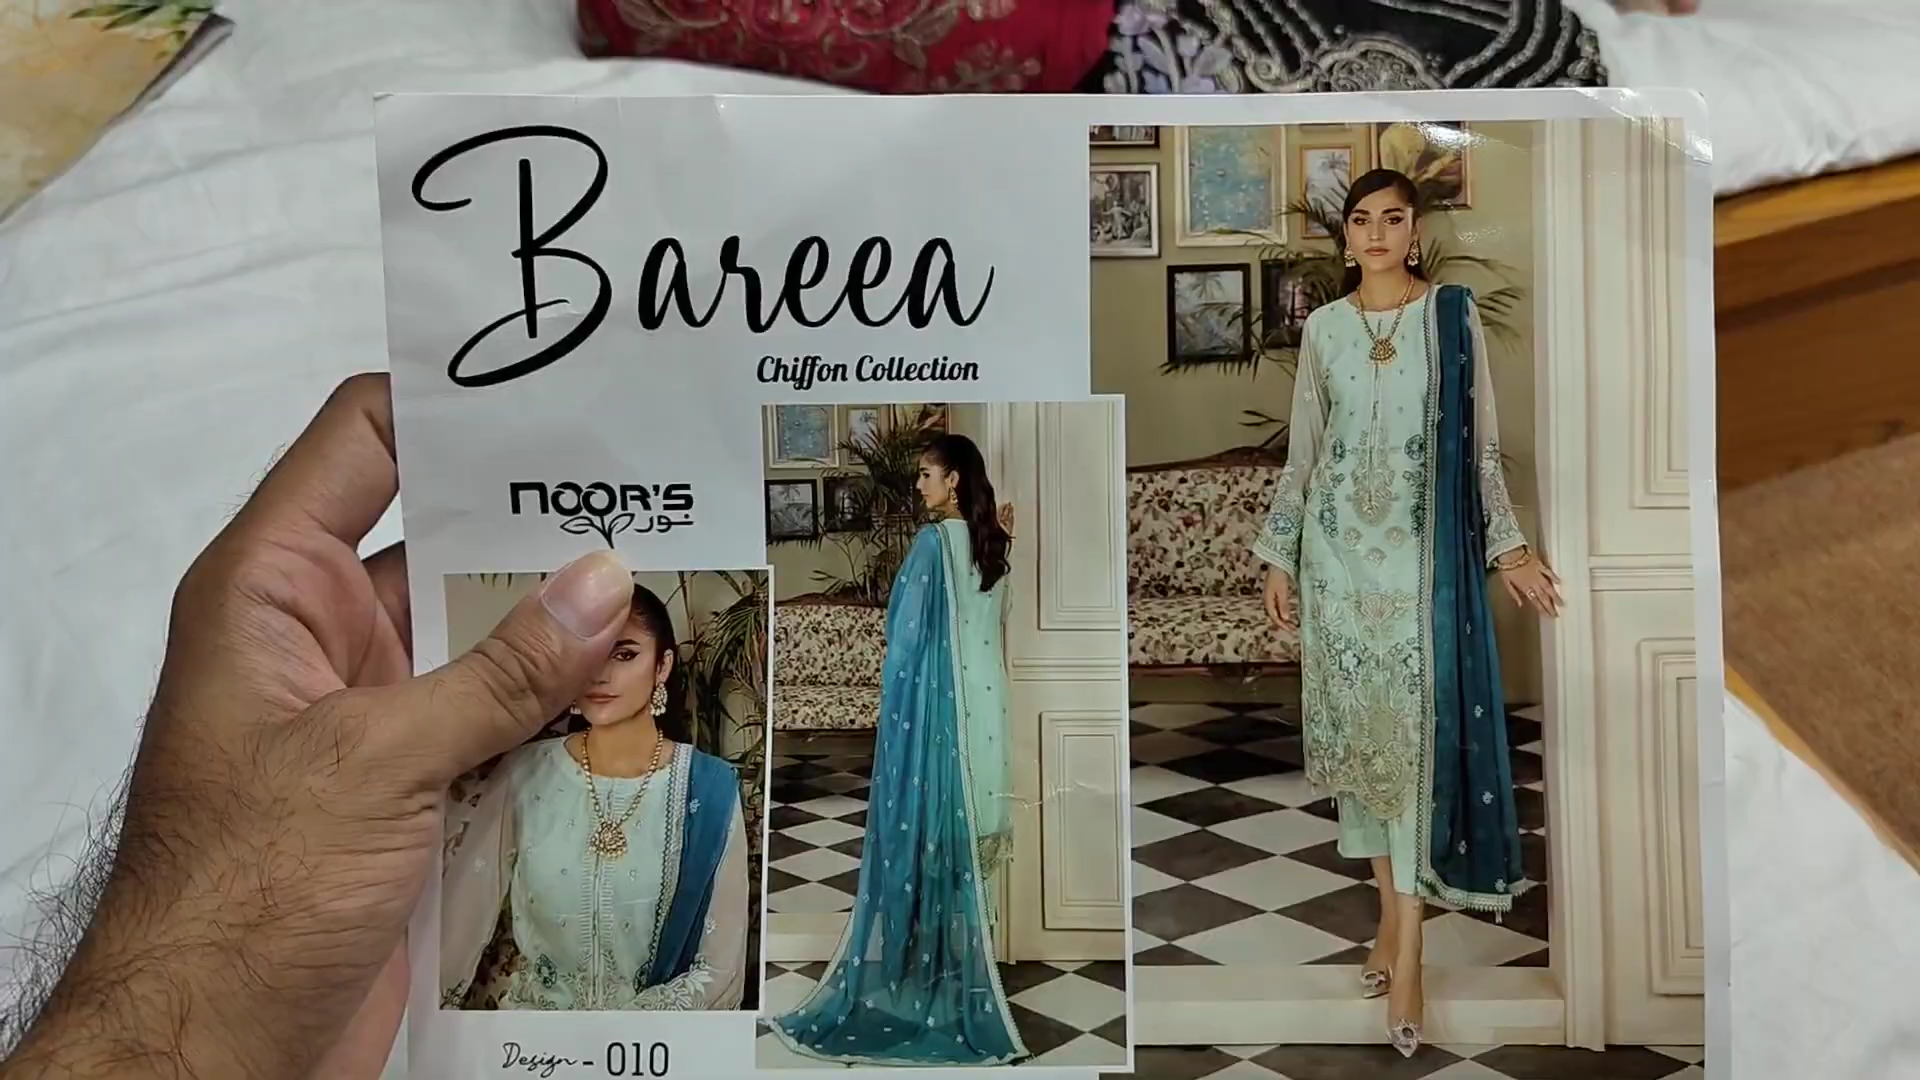 Bareea
Chiffon Collection
NOOR'S
نور
Design - 010